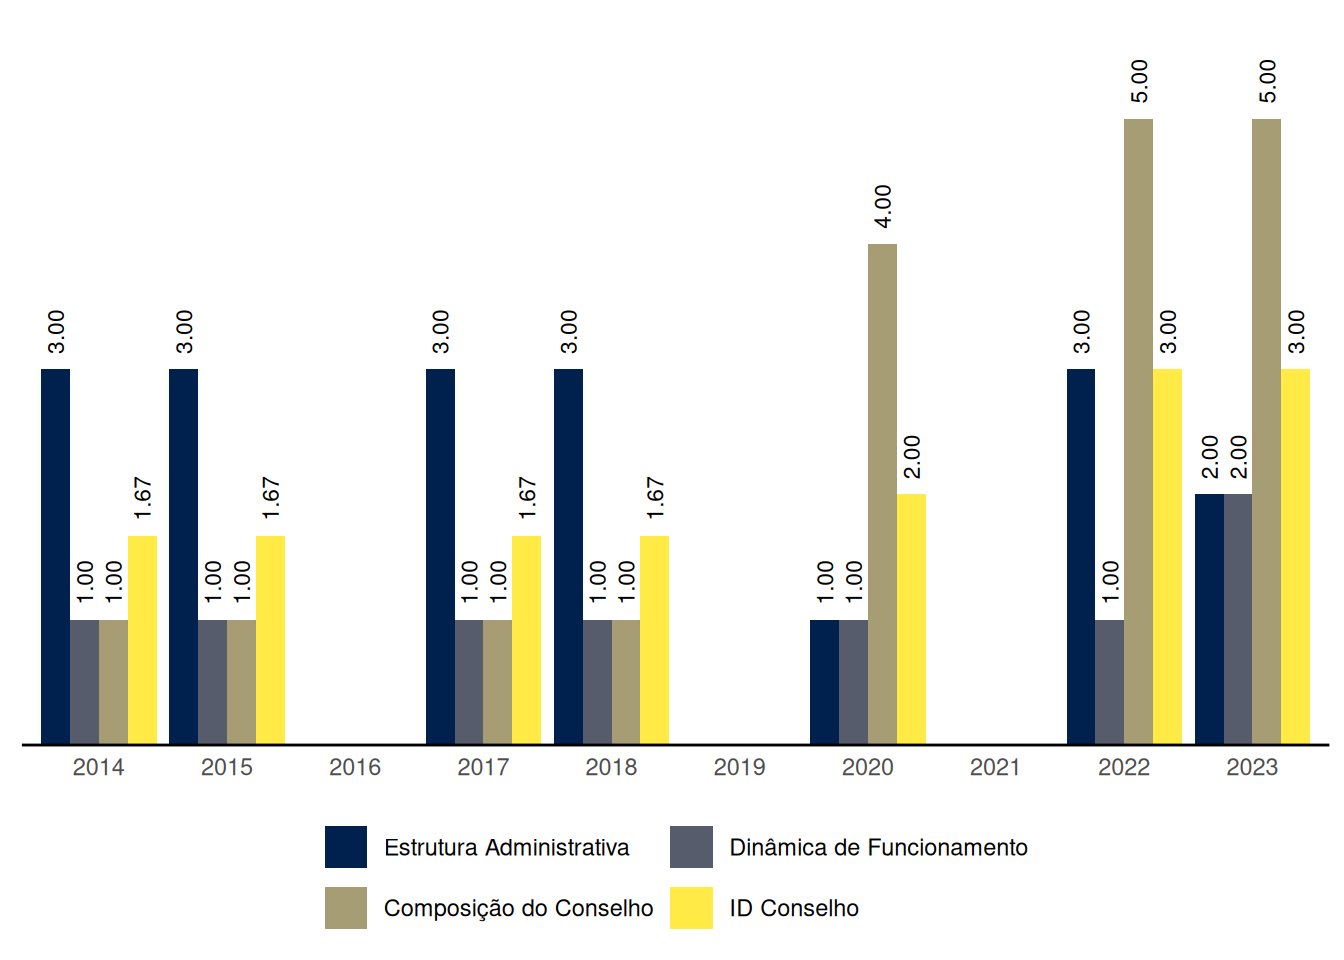 5.00 5.00
4.00
3.00 3.00 3.00 3.00 3.00 3.00 3.00
2.00 2.00 2.00
1.67 1.67 1.67 1.67
1.00 1.00 1.00 1.00 1.00 1.00 1.00 1.00 1.00 1.00 1.00
2014 2015 2016 2017 2018 2019 2020 2021 2022 2023
Estrutura Administrativa Dinâmica de Funcionamento
Composição do Conselho ID Conselho